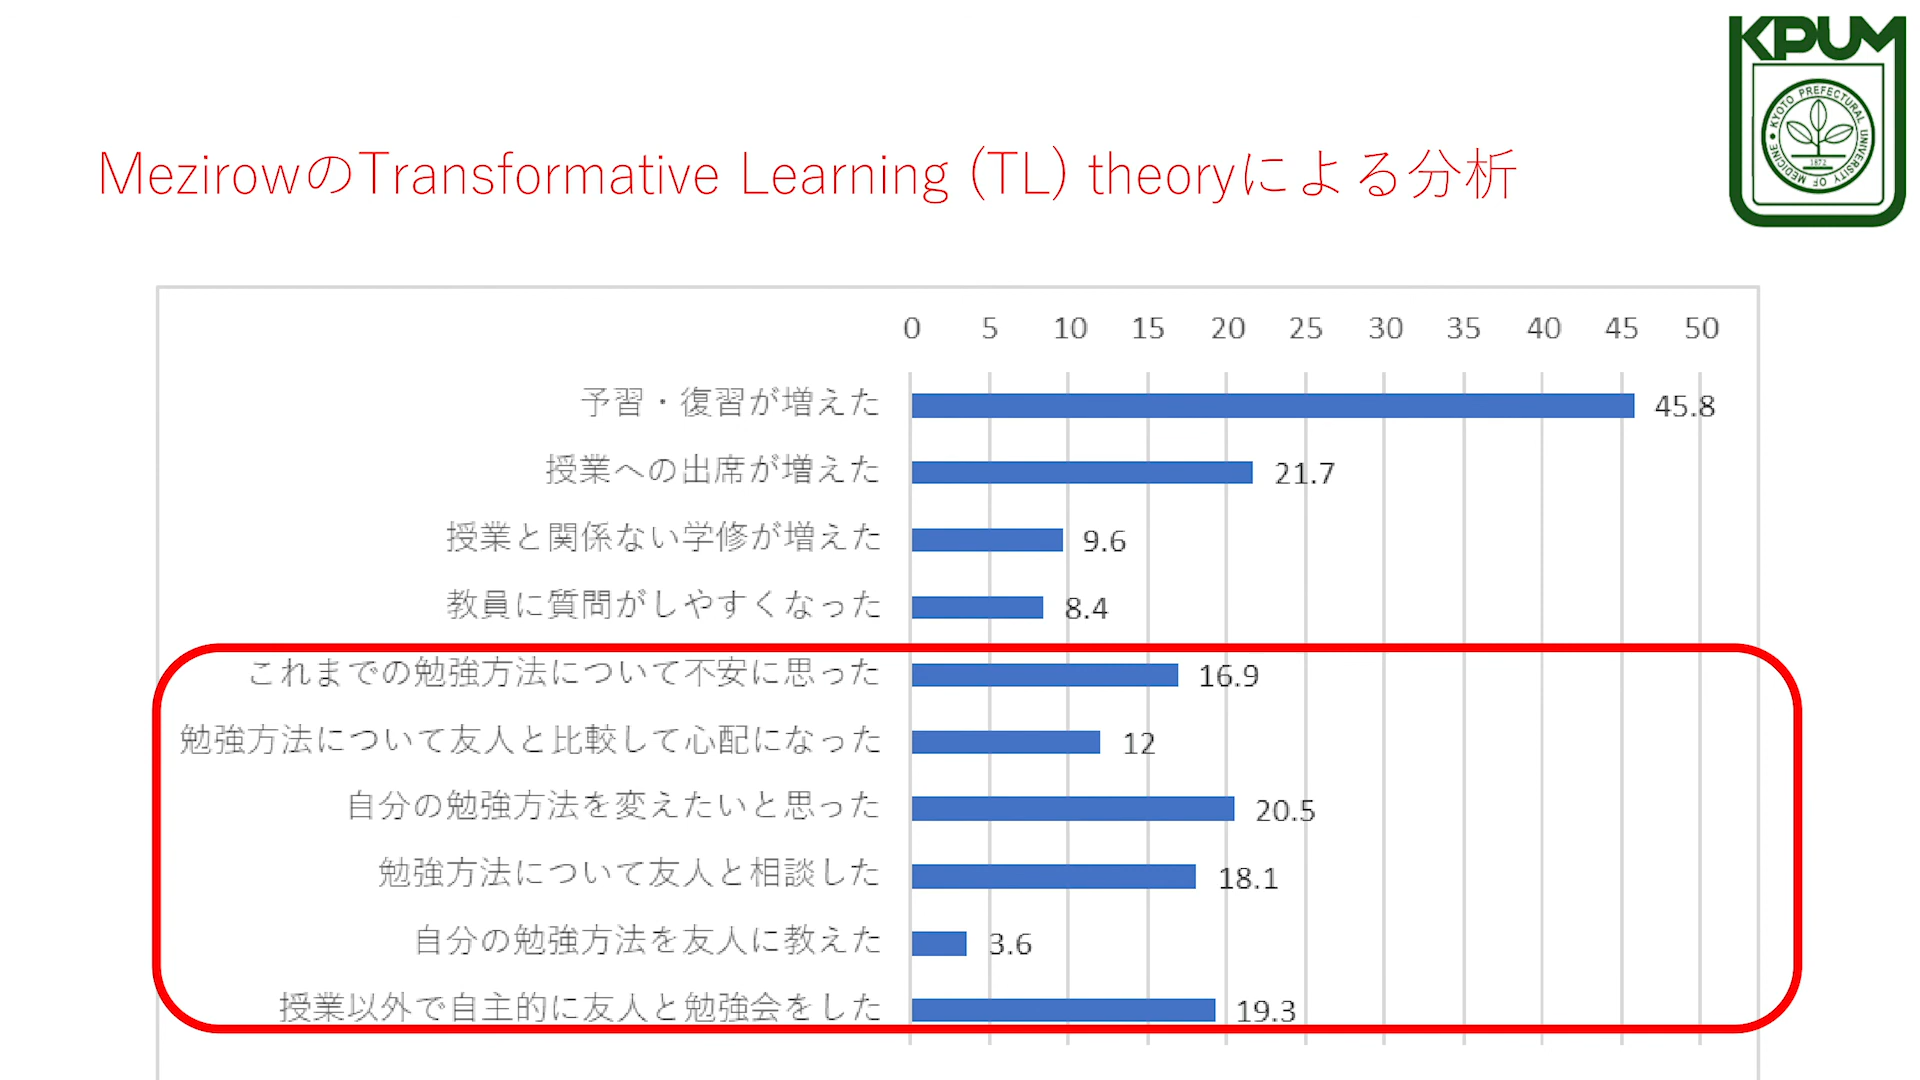 KPUM
KYOTO PREFECTURAL UNIVERSITY OF MEDICINE
1872
MezirowのTransformative Learning (TL) theoryによる分析
0 5 10 15 20 25 30 35 40 45 50
予習・復習が増えた 45.8
授業への出席が増えた 21.7
授業と関係ない学修が増えた 9.6
教員に質問がしやすくなった 8.4
これまでの勉強方法について不安に思った 16.9
勉強方法について友人と比較して心配になった 12
自分の勉強方法を変えたいと思った 20.5
勉強方法について友人と相談した 18.1
自分の勉強方法を友人に教えた 3.6
授業以外で自主的に友人と勉強会をした 19.3